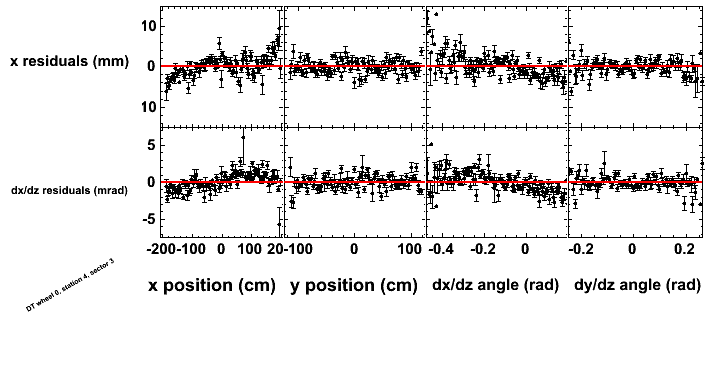 10
x residuals (mm)
0
10
5
dx/dz residuals (mrad)
0
-5
-200 -100 0 100 20 -100 0 100 -0.4 -0.2 0 -0.2 0 0.2
x position (cm) y position (cm) dx/dz angle (rad) dy/dz angle (rad)
DT wheel 0, station 4, sector 3